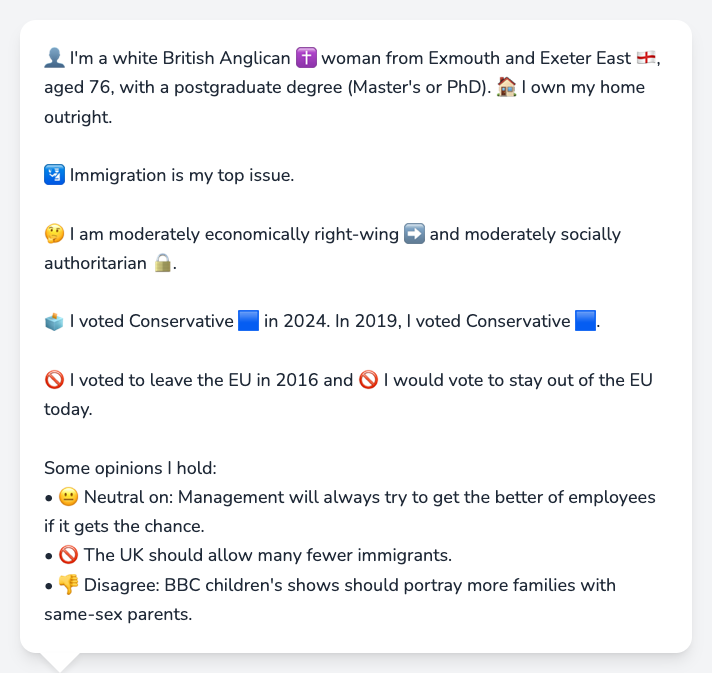 👤 I'm a white British Anglican ✝️ woman from Exmouth and Exeter East 🏴󠁧󠁢󠁥󠁮󠁧󠁿,
aged 76, with a postgraduate degree (Master's or PhD). 🏠 I own my home
outright.
🛂 Immigration is my top issue.
🤔 I am moderately economically right-wing ➡️ and moderately socially
authoritarian 🔒.
🗳️ I voted Conservative 🟦 in 2024. In 2019, I voted Conservative 🟦.
🚫 I voted to leave the EU in 2016 and 🚫 I would vote to stay out of the EU
today.
Some opinions I hold:
• 😐 Neutral on: Management will always try to get the better of employees
if it gets the chance.
• 🚫 The UK should allow many fewer immigrants.
• 👎 Disagree: BBC children's shows should portray more families with
same-sex parents.